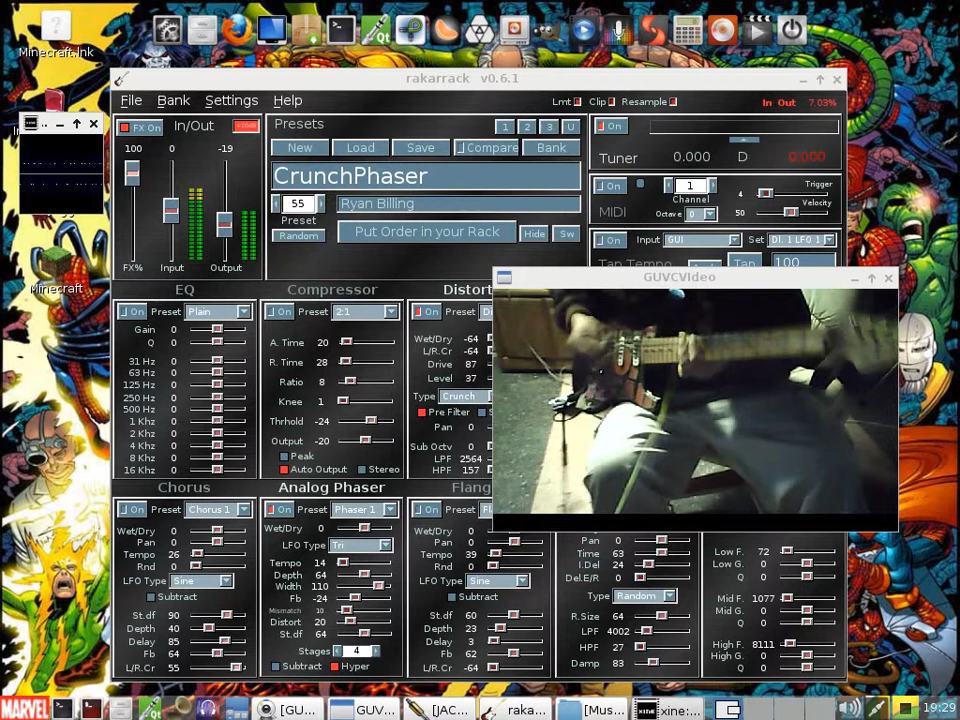 Minecraft.lnk
rakarrack v0.6.1
File Bank Settings Help
Lmt Clip Resample In Out 7.03%
FX On In/Out
100 0 -19
FX% Input Output
Presets 1 2 3 U
New Load Save Compare Bank
CrunchPhaser
55 Ryan Billing
Preset
Random Put Order in your Rack Hide Sw
On
Tuner 0.000 D 0.000
On 1 4 Trigger
Channel Velocity
MIDI Octave 0 50
On Input GUI Set Dl. 1 LFO 1
Tap Tempo Tap 100
Minecraft
GUVCVideo
EQ
On Preset Plain
Gain 0
Q 0
31 Hz 0
63 Hz 0
125 Hz 0
250 Hz 0
500 Hz 0
1 Khz 0
2 Khz 0
4 Khz 0
8 Khz 0
16 Khz 0
Compressor
On Preset 2:1
A. Time 20
R. Time 28
Ratio 8
Knee 1
Thrhold -24
Output -20
Peak
Auto Output Stereo
Distort
On Preset Di
Wet/Dry -64
L/R.Cr -64
Drive 87
Level 37
Type Crunch
Pre Filter S
Pan 0
Sub Octv 0
LPF 2564
HPF 157
Chorus
On Preset Chorus 1
Wet/Dry 0
Pan 0
Tempo 26
Rnd 0
LFO Type Sine
Subtract
St.df 90
Depth 40
Delay 85
Fb 64
L/R.Cr 55
Analog Phaser
On Preset Phaser 1
Wet/Dry 0
LFO Type Tri
Tempo 14
Depth 64
Width 110
Fb -24
Mismatch 10
Distort 20
St.df 64
Stages 4
Subtract Hyper
Flang
On Preset Fla
Wet/Dry 0
Pan 0
Tempo 39
Rnd 0
LFO Type Sine
Subtract
St.df 60
Depth 23
Delay 3
Fb 62
L/R.Cr -64
Pan 0
Time 63
I.Del 24
Del.E/R 0
Type Random
R.Size 64
LPF 4002
HPF 27
Damp 83
Low F. 72
Low G. 0
Q 0
Mid F. 1077
Mid G. 0
Q 0
High F. 8111
High G. 0
Q 0
MARVEL [GU... GUV... [JAC... raka... [Mus... xine:... 19:29